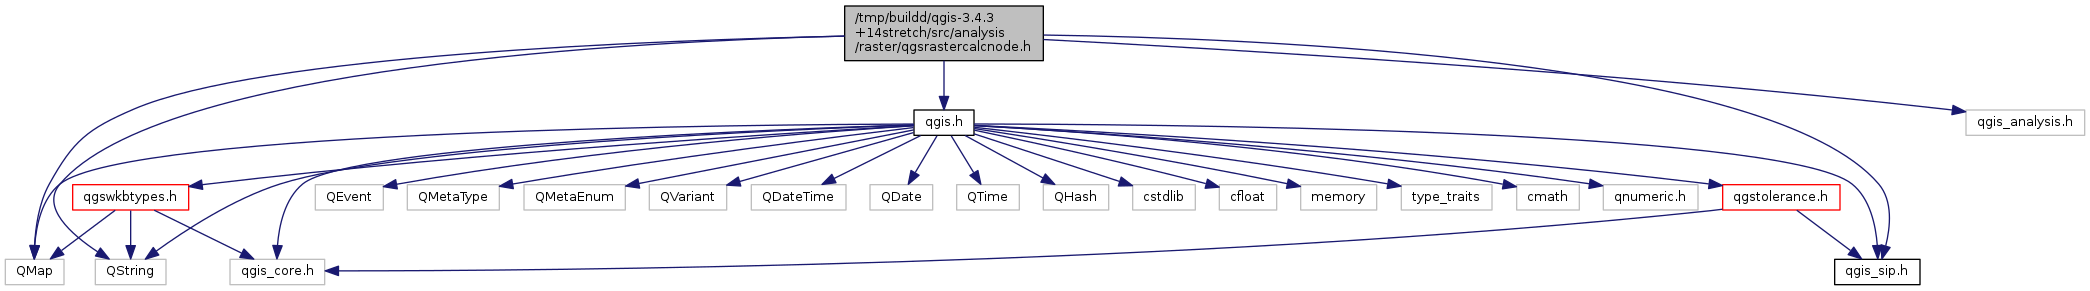 /tmp/buildd/qgis-3.4.3
+14stretch/src/analysis
/raster/qgsrastercalcnode.h
qgis.h
qgis_analysis.h
qgswkbtypes.h
QEvent
QMetaType
QMetaEnum
QVariant
QDateTime
QDate
QTime
QHash
cstdlib
cfloat
memory
type_traits
cmath
qnumeric.h
qgstolerance.h
QMap
QString
qgis_core.h
qgis_sip.h